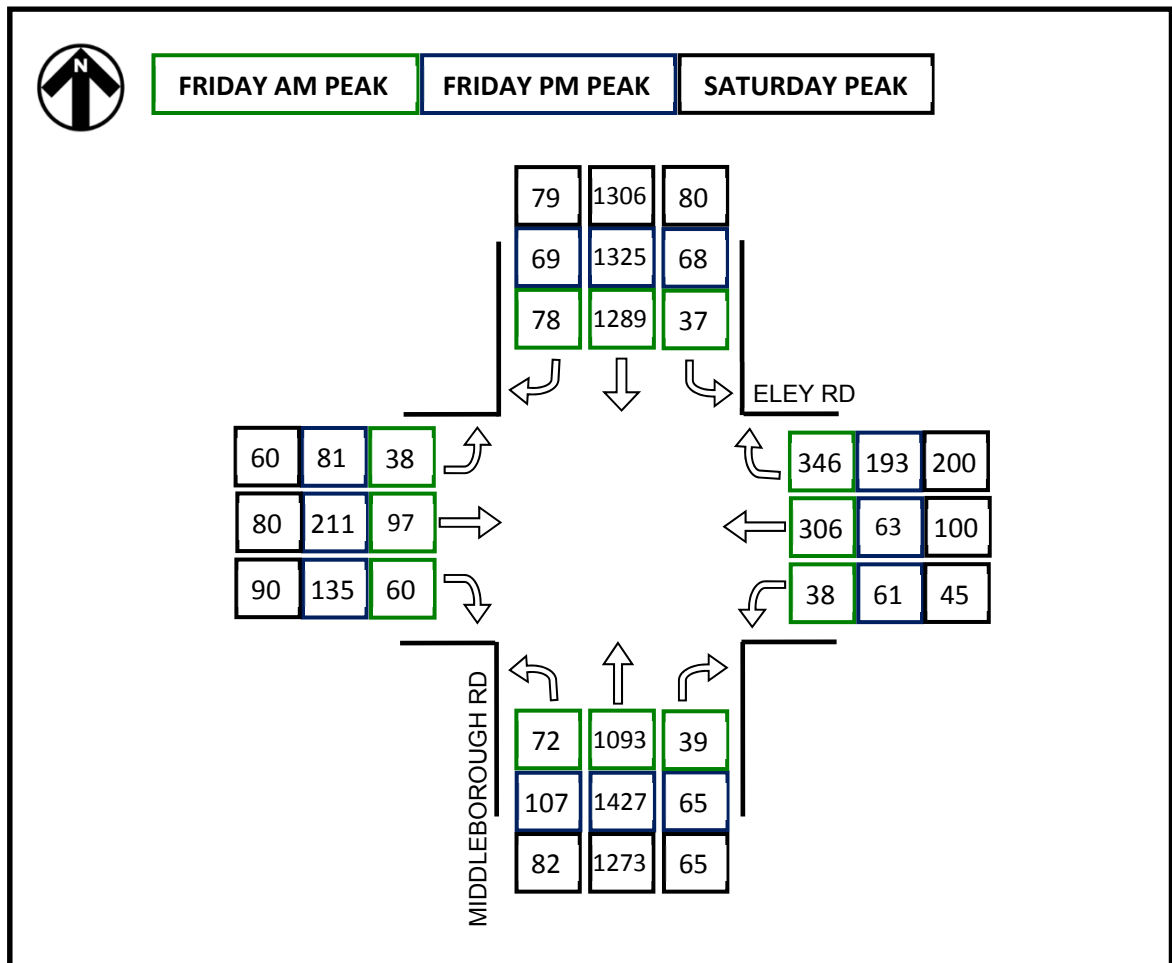 N
FRIDAY AM PEAK FRIDAY PM PEAK SATURDAY PEAK
79 1306 80
69 1325 68
78 1289 37
ELEY RD
60 81 38
346 193 200
80 211 97
306 63 100
90 135 60
38 61 45
MIDDLEBOROUGH RD
72 1093 39
107 1427 65
82 1273 65